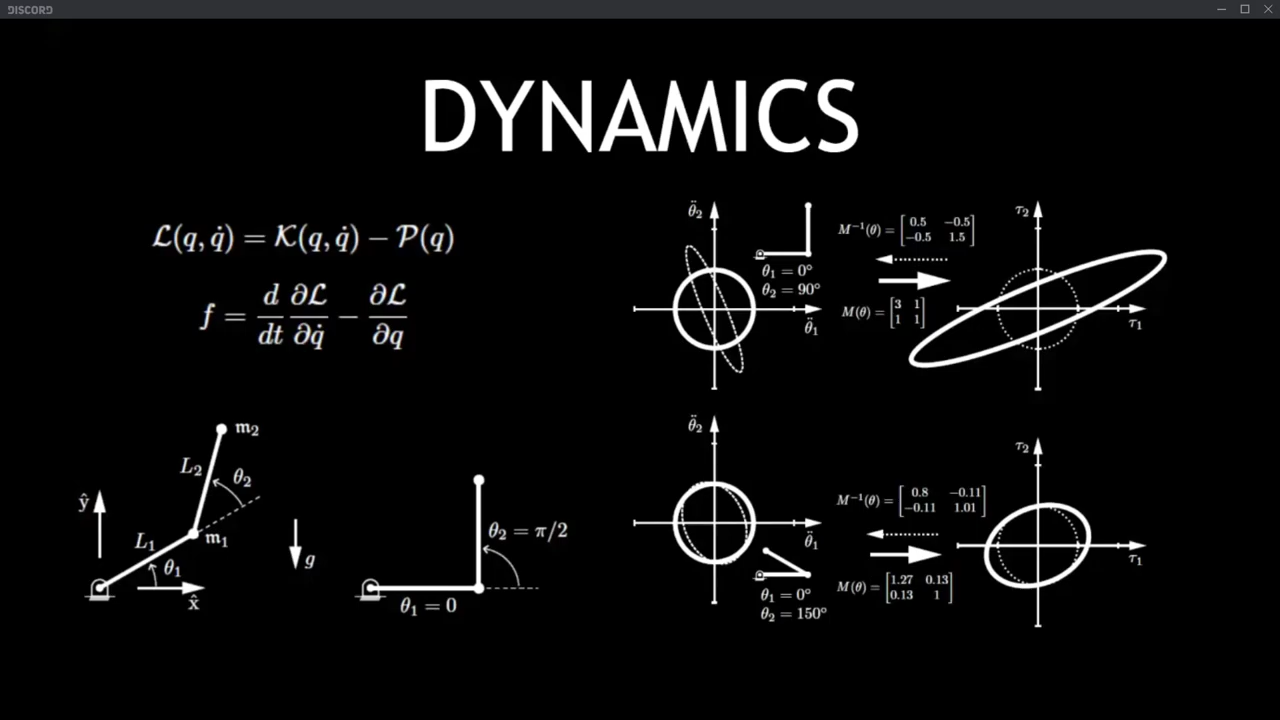 DISCORD
DYNAMICS
ℒ(q, q̇) = 𝒦(q, q̇) − 𝒫(q)
f = d/dt ∂ℒ/∂q̇ − ∂ℒ/∂q
ŷ
L₁
L₂
θ₁
θ₂
m₁
m₂
x̂
g
θ₁ = 0
θ₂ = π/2
θ̈₂
θ̈₁
θ₁ = 0°
θ₂ = 90°
M⁻¹(θ) = [0.5 −0.5
−0.5 1.5]
M(θ) = [3 1
1 1]
τ₂
τ₁
θ̈₂
θ̈₁
θ₁ = 0°
θ₂ = 150°
M⁻¹(θ) = [0.8 −0.11
−0.11 1.01]
M(θ) = [1.27 0.13
0.13 1]
τ₂
τ₁